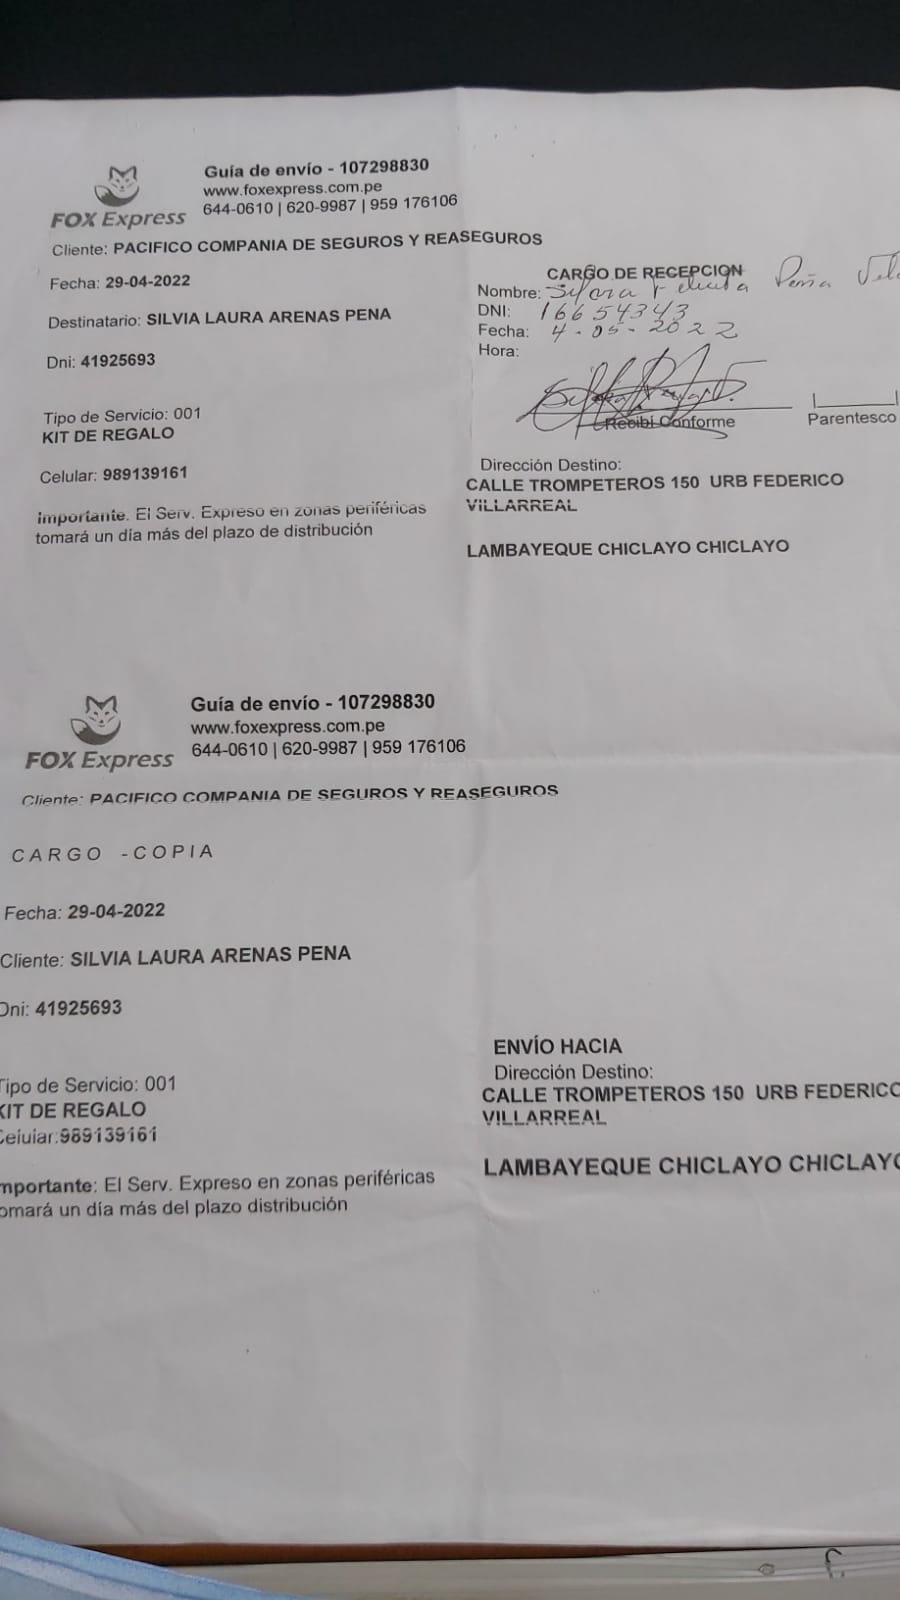 Guía de envío - 107298830
www.foxexpress.com.pe
FOX Express
644-0610 | 620-9987 | 959 176106
Cliente: PACIFICO COMPANIA DE SEGUROS Y REASEGUROS
Fecha: 29-04-2022
Destinatario: SILVIA LAURA ARENAS PENA
Dni: 41925693
Tipo de Servicio: 001
KIT DE REGALO
Celular: 989139161
Importante. El Serv. Expreso en zonas periféricas
tomará un día más del plazo de distribución
CARGO DE RECEPCION
Nombre: Peña
DNI: 16654343
Fecha: 4-05-2022
Hora:
Recibi Conforme
Parentesco
Dirección Destino:
CALLE TROMPETEROS 150 URB FEDERICO
VILLARREAL
LAMBAYEQUE CHICLAYO CHICLAYO
Guía de envío - 107298830
www.foxexpress.com.pe
FOX Express
644-0610 | 620-9987 | 959 176106
Cliente: PACIFICO COMPANIA DE SEGUROS Y REASEGUROS
CARGO -COPIA
Fecha: 29-04-2022
Cliente: SILVIA LAURA ARENAS PENA
Dni: 41925693
Tipo de Servicio: 001
KIT DE REGALO
Celular:989139161
mportante: El Serv. Expreso en zonas periféricas
omará un día más del plazo distribución
ENVÍO HACIA
Dirección Destino:
CALLE TROMPETEROS 150 URB FEDERICO
VILLARREAL
LAMBAYEQUE CHICLAYO CHICLAYO